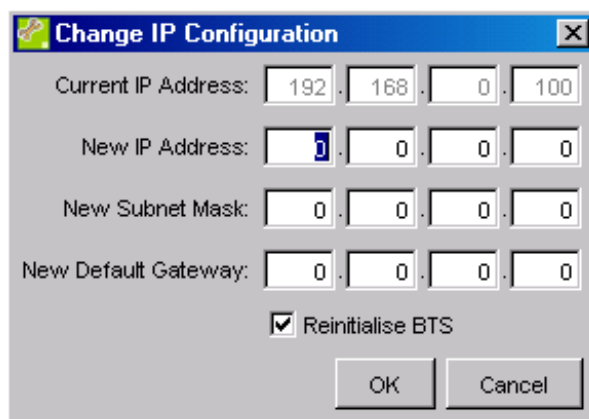 Change IP Configuration
Current IP Address: 192 . 168 . 0 . 100
New IP Address: 0 . 0 . 0 . 0
New Subnet Mask: 0 . 0 . 0 . 0
New Default Gateway: 0 . 0 . 0 . 0
Reinitialise BTS
OK Cancel